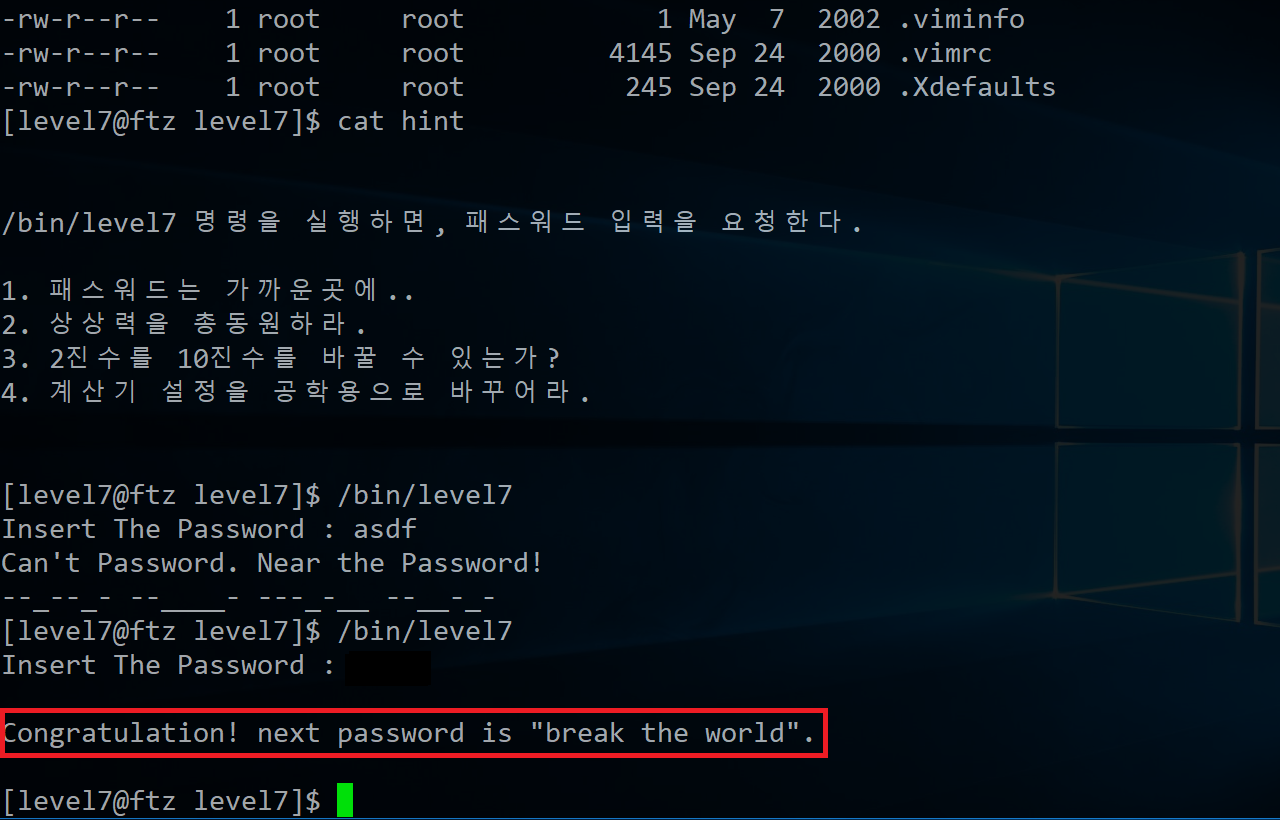 -rw-r--r--    1 root     root            1 May  7  2002 .viminfo
-rw-r--r--    1 root     root         4145 Sep 24  2000 .vimrc
-rw-r--r--    1 root     root          245 Sep 24  2000 .Xdefaults
[level7@ftz level7]$ cat hint
/bin/level7 명령을 실행하면, 패스워드 입력을 요청한다.
1. 패스워드는 가까운곳에..
2. 상상력을 총동원하라.
3. 2진수를 10진수를 바꿀 수 있는가?
4. 계산기 설정을 공학용으로 바꾸어라.
[level7@ftz level7]$ /bin/level7
Insert The Password : asdf
Can't Password. Near the Password!
--_--_- --____- ---_-__ --__-_-
[level7@ftz level7]$ /bin/level7
Insert The Password :
Congratulation! next password is "break the world".
[level7@ftz level7]$